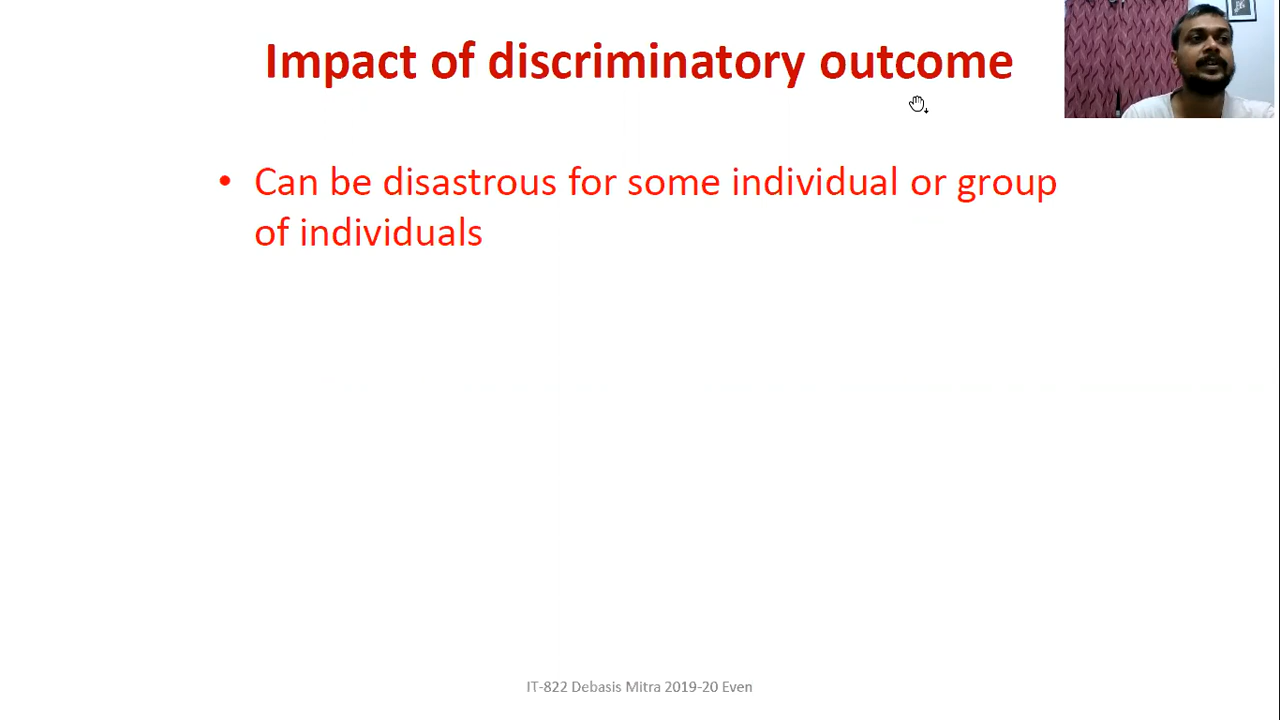 Impact of discriminatory outcome
• Can be disastrous for some individual or group
of individuals
IT-822 Debasis Mitra 2019-20 Even